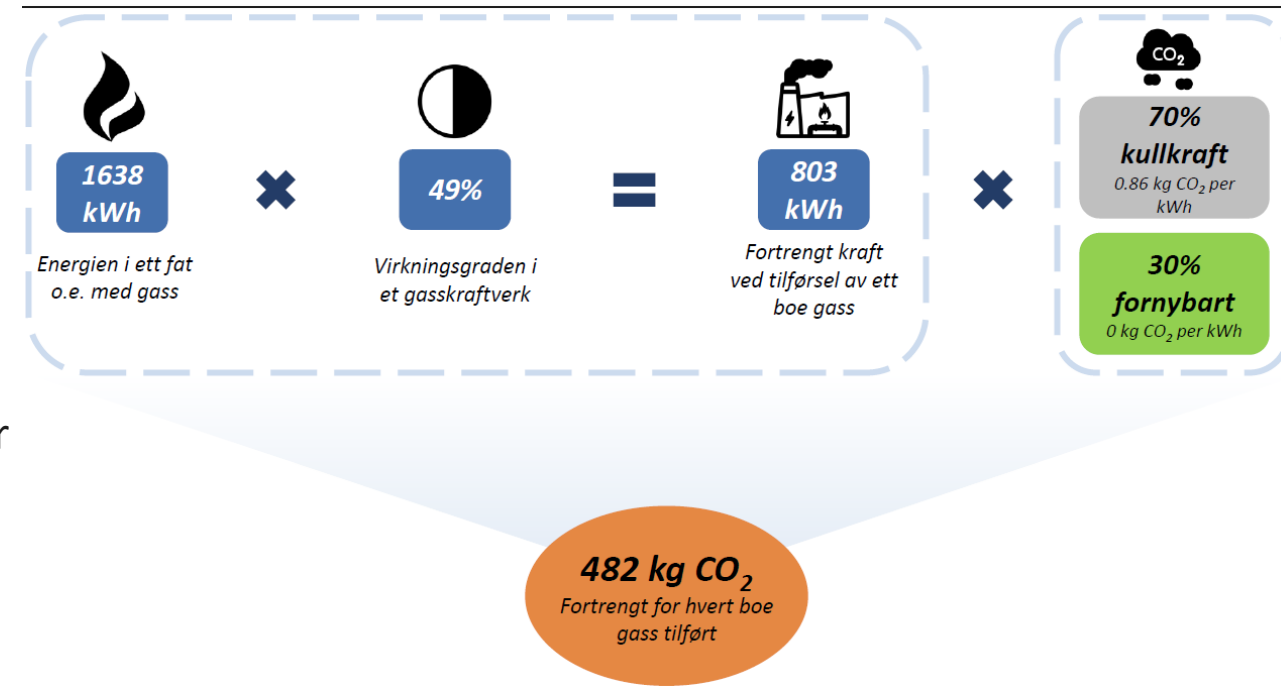 1638
kWh
Energien i ett fat
o.e. med gass
49%
Virkningsgraden i
et gasskraftverk
803
kWh
Fortrengt kraft
ved tilførsel av ett
boe gass
CO₂
70%
kullkraft
0.86 kg CO₂ per
kWh
30%
fornybart
0 kg CO₂ per kWh
r
482 kg CO₂
Fortrengt for hvert boe
gass tilført